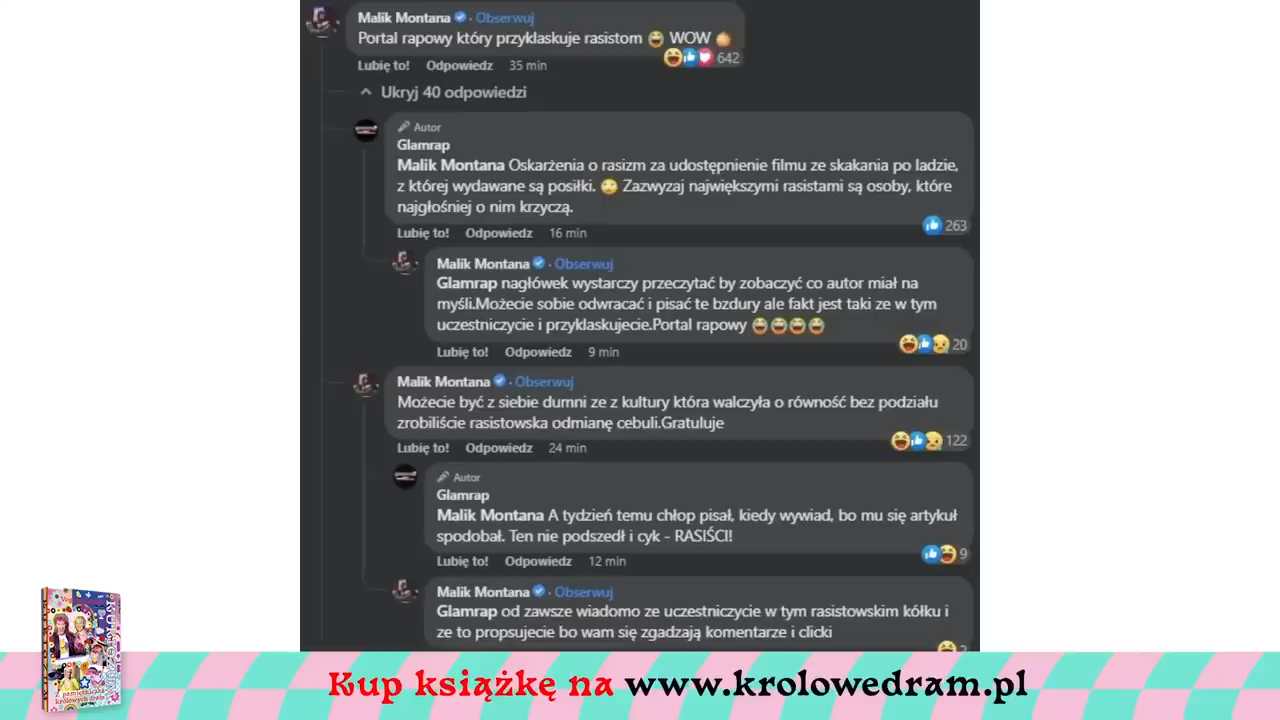 Malik Montana · Obserwuj
Portal rapowy który przyklaskuje rasistom 😂 WOW 🧅
642
Lubię to! Odpowiedz 35 min
Ukryj 40 odpowiedzi
Autor
Glamrap
Malik Montana Oskarżenia o rasizm za udostępnienie filmu ze skakania po ladzie,
z której wydawane są posiłki. 🙄 Zazwyzaj największymi rasistami są osoby, które
najgłośniej o nim krzyczą.
263
Lubię to! Odpowiedz 16 min
Malik Montana · Obserwuj
Glamrap nagłówek wystarczy przeczytać by zobaczyć co autor miał na
myśli.Możecie sobie odwracać i pisać te bzdury ale fakt jest taki ze w tym
uczestniczycie i przyklaskujecie.Portal rapowy 😂😂😂😂
20
Lubię to! Odpowiedz 9 min
Malik Montana · Obserwuj
Możecie być z siebie dumni ze z kultury która walczyła o równość bez podziału
zrobiliście rasistowska odmianę cebuli.Gratuluje
122
Lubię to! Odpowiedz 24 min
Autor
Glamrap
Malik Montana A tydzień temu chłop pisał, kiedy wywiad, bo mu się artykuł
spodobał. Ten nie podszedł i cyk - RASIŚCI!
9
Lubię to! Odpowiedz 12 min
Malik Montana · Obserwuj
Glamrap od zawsze wiadomo ze uczestniczycie w tym rasistowskim kółku i
ze to propsujecie bo wam się zgadzają komentarze i clicki
Z pamiętniczka
królowych dram
Kup książkę na www.krolowedram.pl